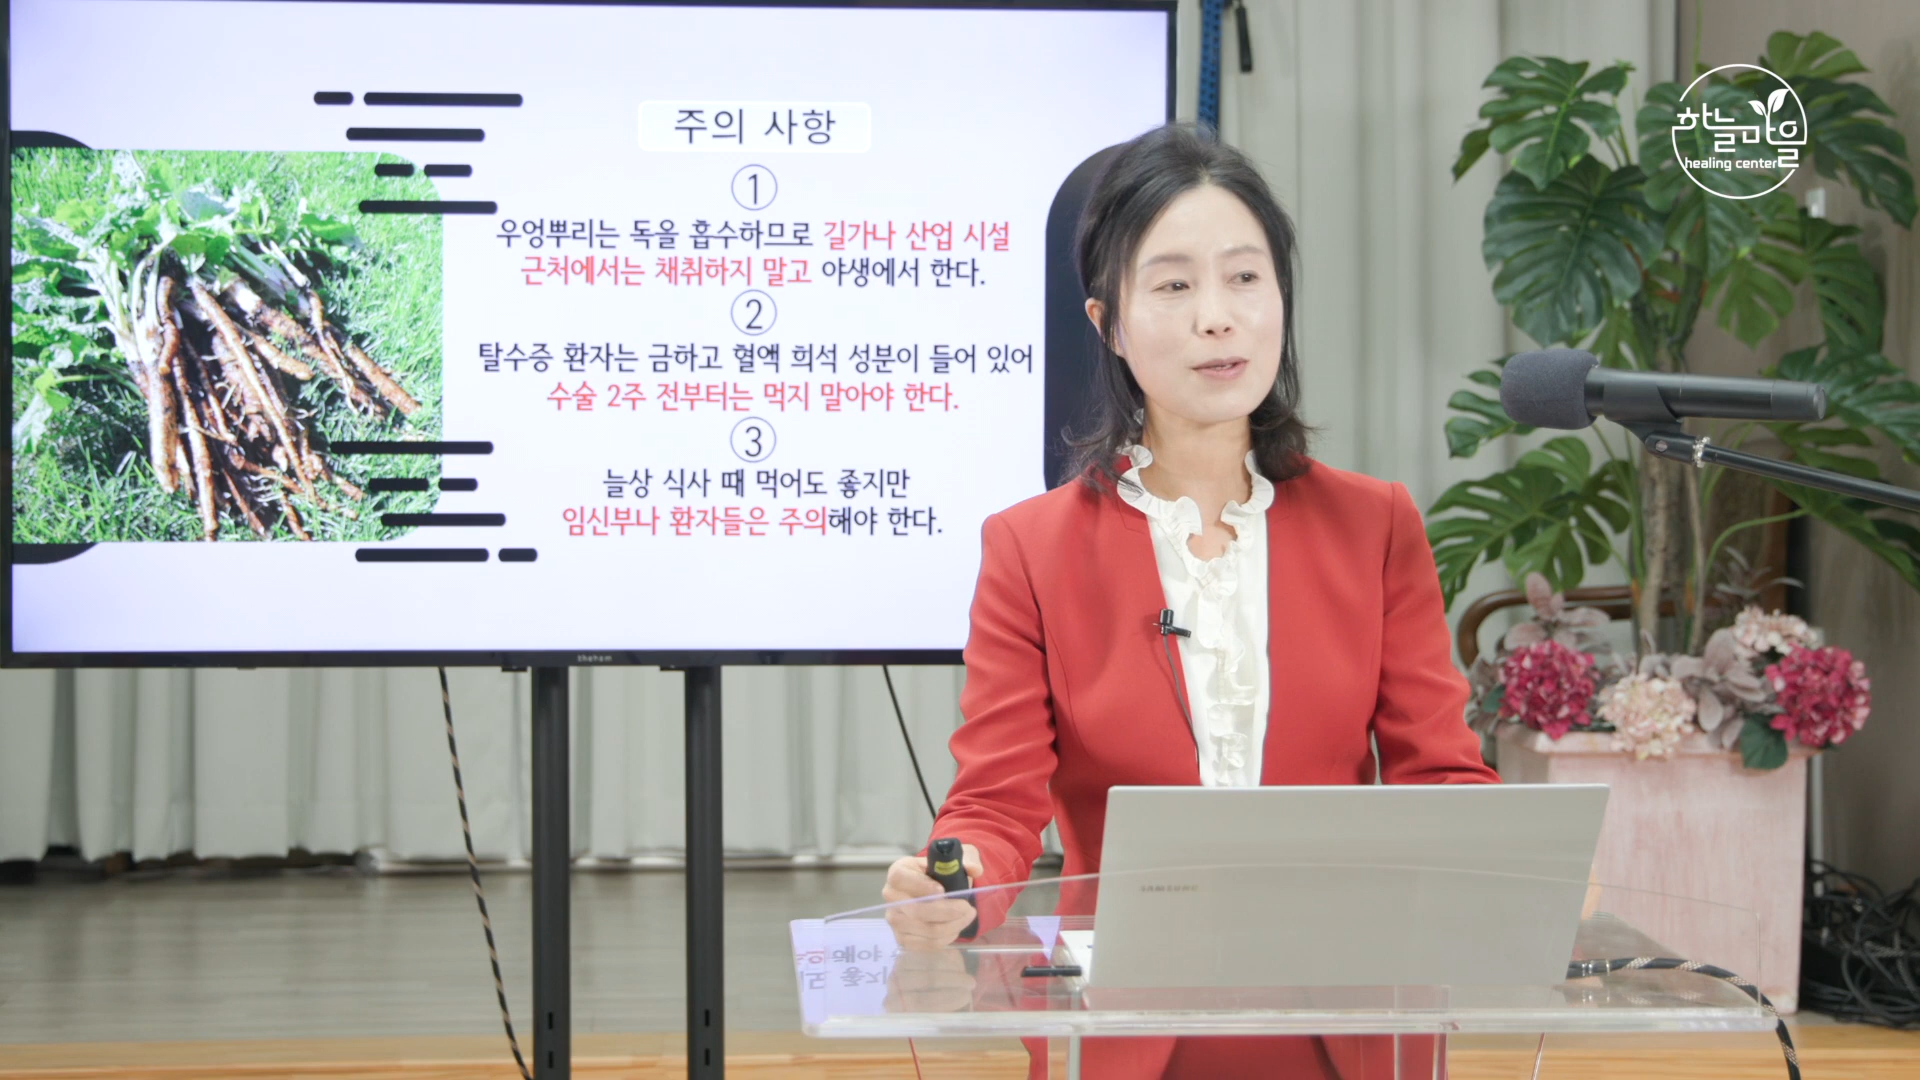 주의 사항
①
우엉뿌리는 독을 흡수하므로 길가나 산업 시설
근처에서는 채취하지 말고 야생에서 한다.
②
탈수증 환자는 금하고 혈액 희석 성분이 들어 있어
수술 2주 전부터는 먹지 말아야 한다.
③
늘상 식사 때 먹어도 좋지만
임신부나 환자들은 주의해야 한다.
하늘마을
healing center
SAMSUNG